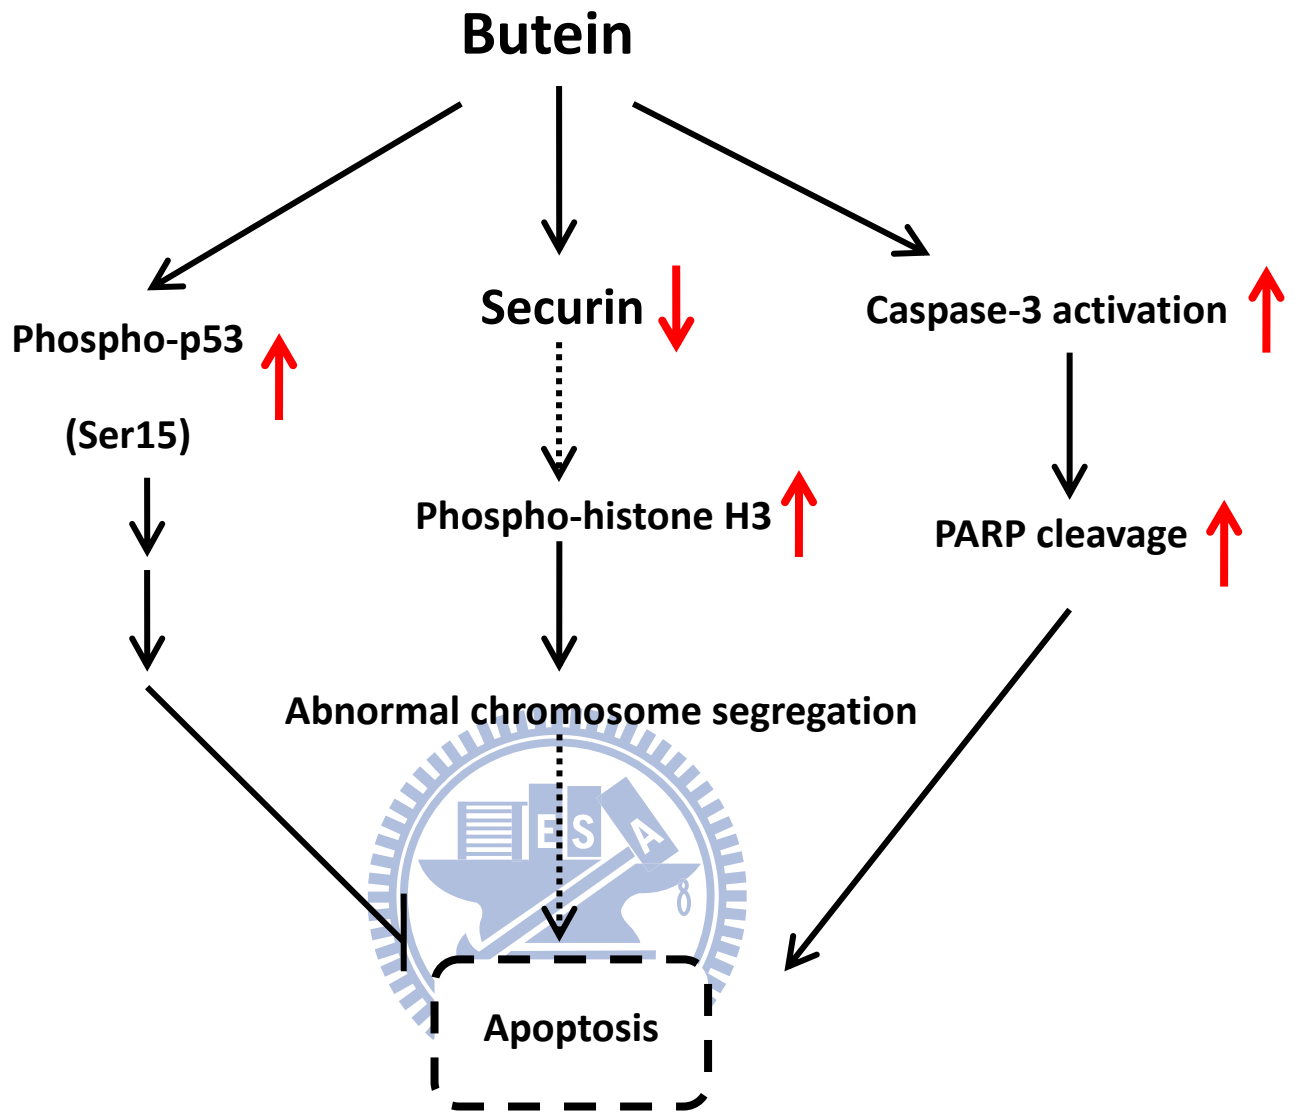 Butein
Securin
Caspase-3 activation
Phospho-p53
(Ser15)
Phospho-histone H3
PARP cleavage
Abnormal chromosome segregation
E S A
Apoptosis